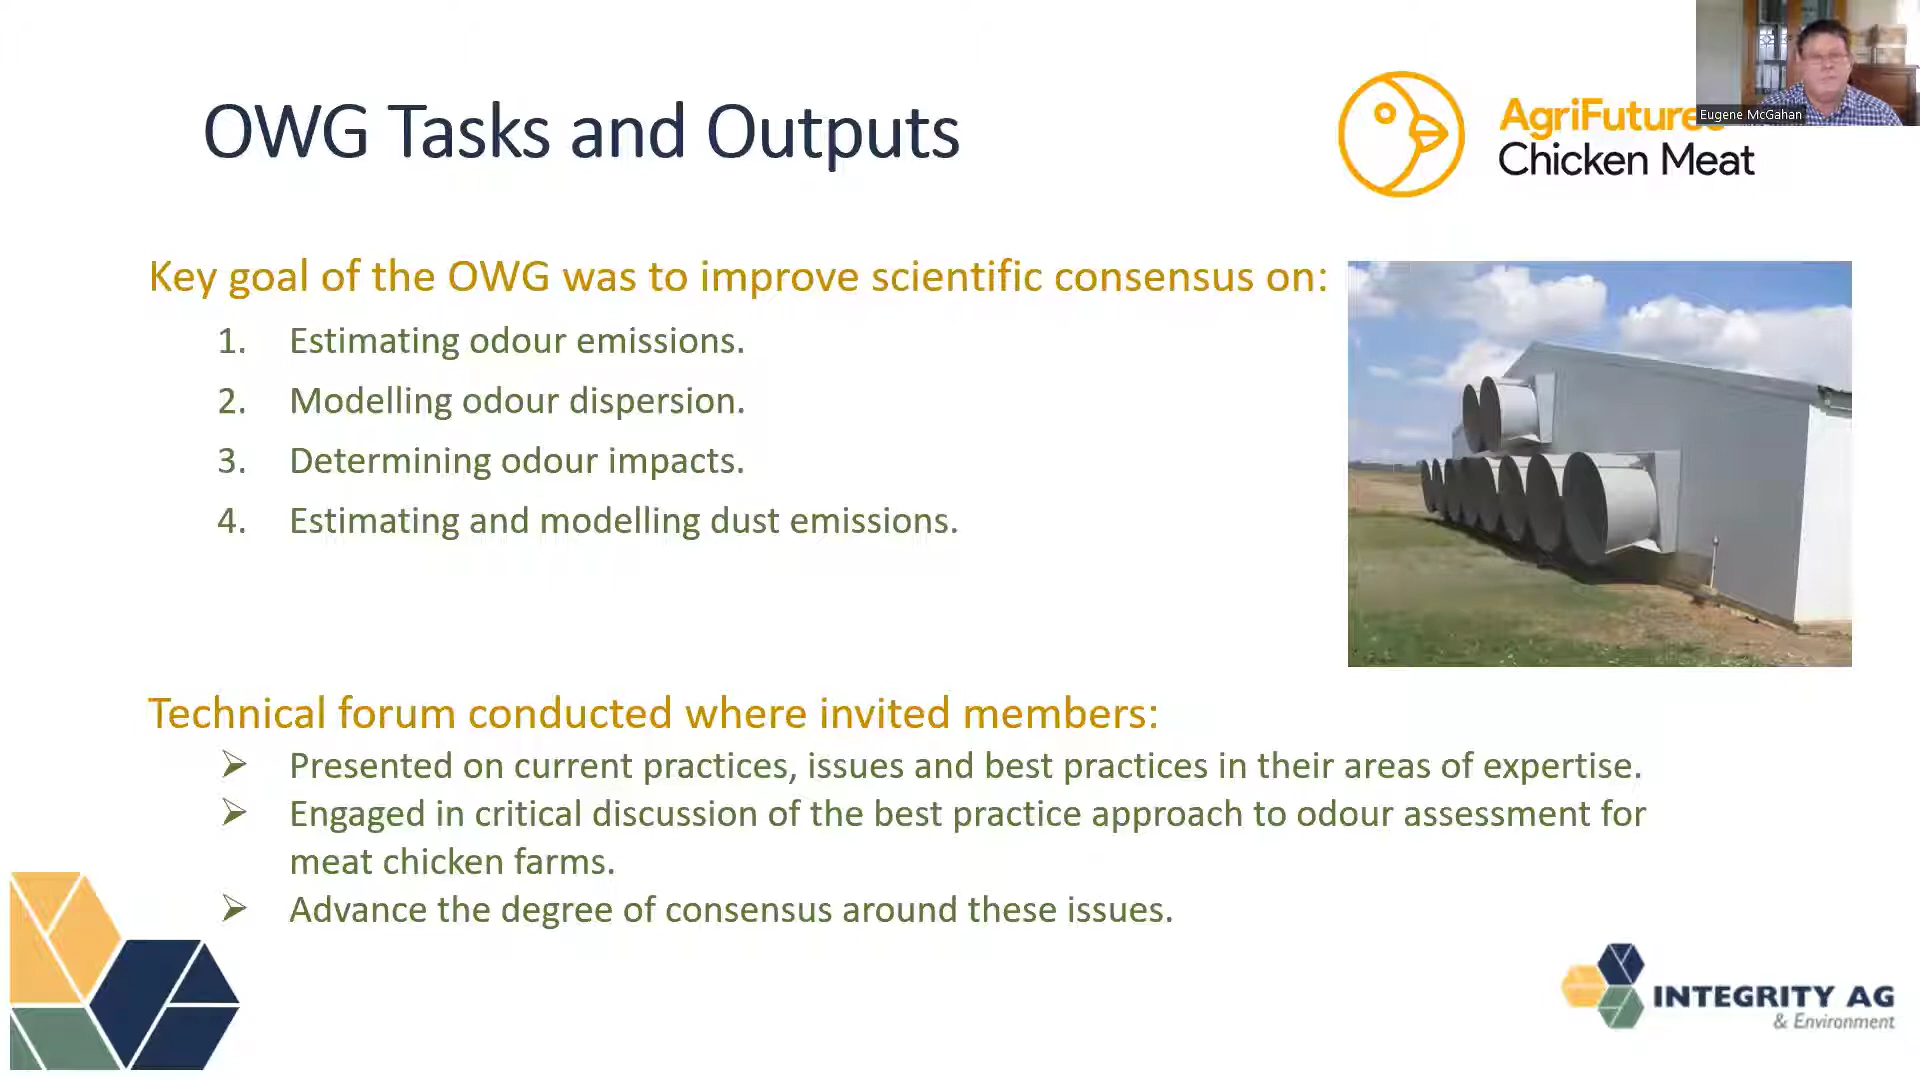 OWG Tasks and Outputs
AgriFutures
Chicken Meat
Eugene McGahan
Key goal of the OWG was to improve scientific consensus on:
1. Estimating odour emissions.
2. Modelling odour dispersion.
3. Determining odour impacts.
4. Estimating and modelling dust emissions.
Technical forum conducted where invited members:
➢ Presented on current practices, issues and best practices in their areas of expertise.
➢ Engaged in critical discussion of the best practice approach to odour assessment for
meat chicken farms.
➢ Advance the degree of consensus around these issues.
INTEGRITY AG
& Environment